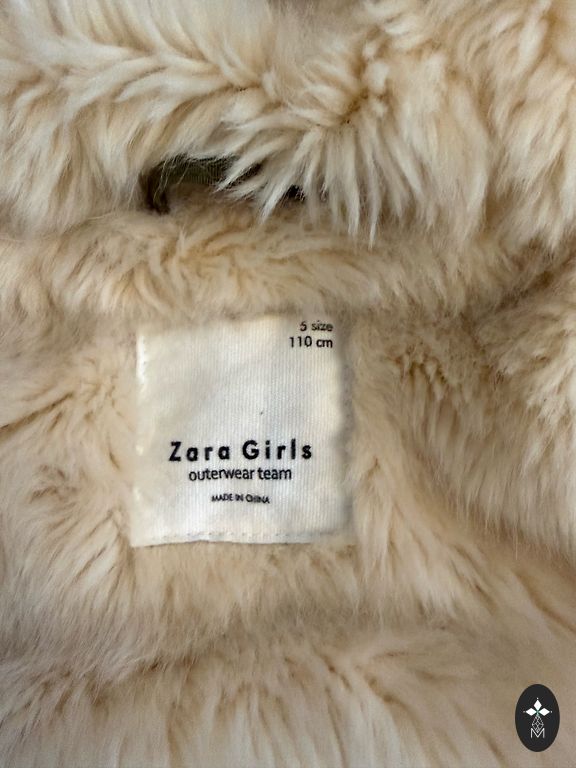 5 size
110 cm
Zara Girls
outerwear team
MADE IN CHINA
M